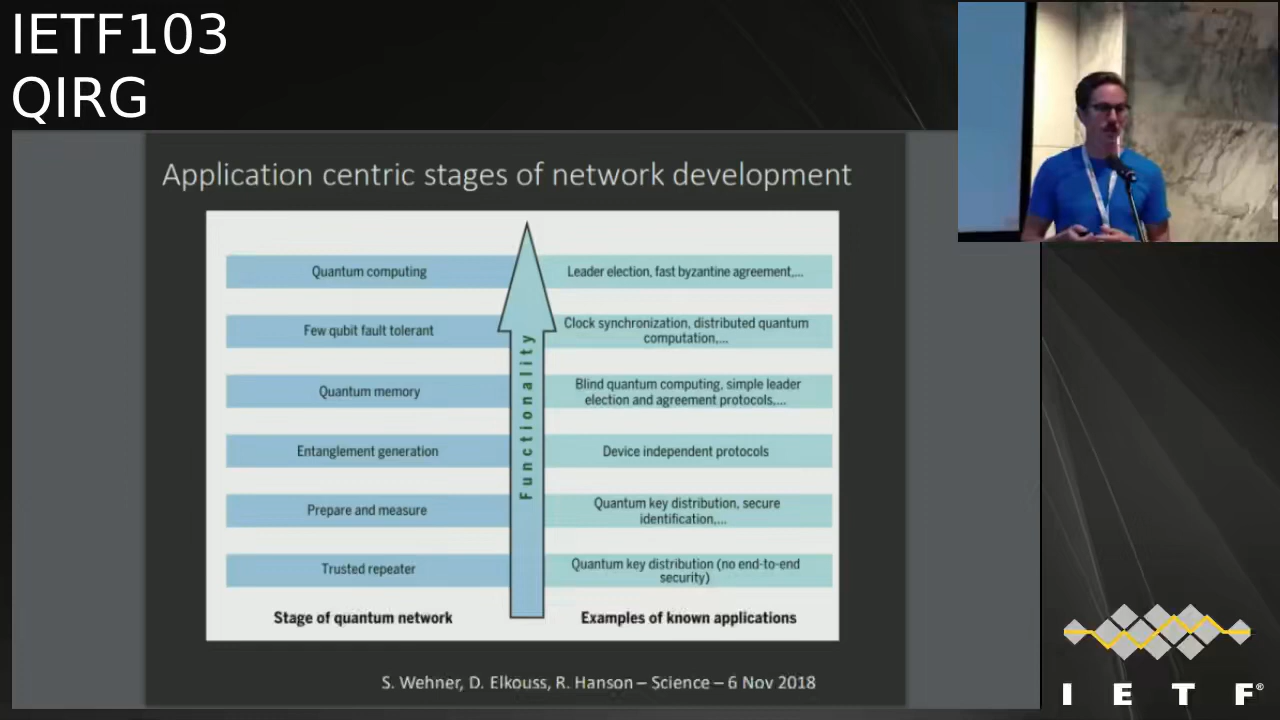 IETF103
QIRG
Application centric stages of network development
Quantum computing
Leader election, fast byzantine agreement,...
Few qubit fault tolerant
Clock synchronization, distributed quantum
computation,...
Quantum memory
Blind quantum computing, simple leader
election and agreement protocols,...
Entanglement generation
Device independent protocols
Prepare and measure
Quantum key distribution, secure
identification,...
Trusted repeater
Quantum key distribution (no end-to-end
security)
Functionality
Stage of quantum network
Examples of known applications
S. Wehner, D. Elkouss, R. Hanson – Science – 6 Nov 2018
I E T F®